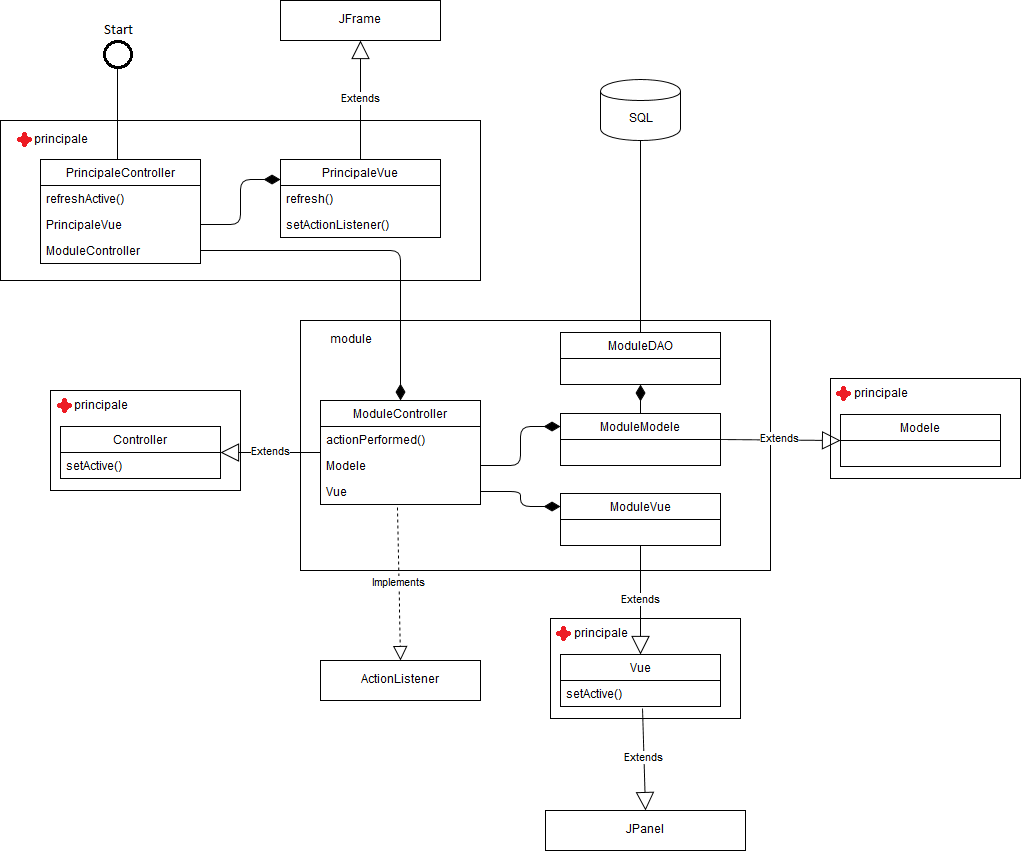 JFrame
Start
Extends
SQL
principale
PrincipaleController
refreshActive()
PrincipaleVue
ModuleController
PrincipaleVue
refresh()
setActionListener()
module
ModuleDAO
principale
Controller
setActive()
Extends
ModuleController
actionPerformed()
Modele
Vue
ModuleModele
Extends
principale
Modele
ModuleVue
Implements
Extends
ActionListener
principale
Vue
setActive()
Extends
JPanel